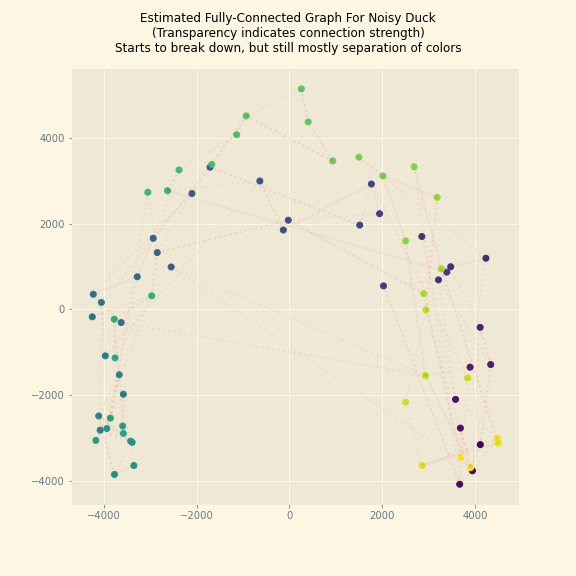 Estimated Fully-Connected Graph For Noisy Duck
(Transparency indicates connection strength)
Starts to break down, but still mostly separation of colors
4000
2000
0
−2000
−4000
−4000 −2000 0 2000 4000